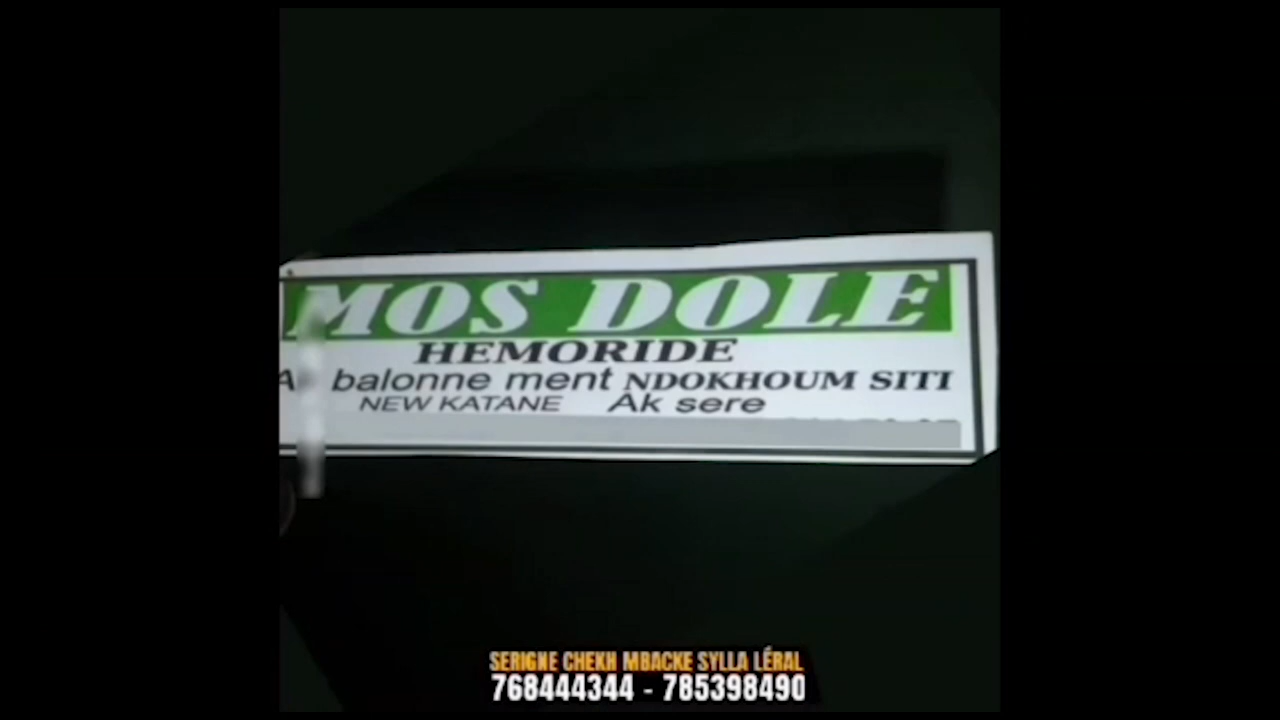 MOS DOLE
HEMORIDE
balonne ment NDOKHOUM SITI
NEW KATANE Ak sere
SERIGNE CHEKH MBACKE SYLLA LÉRAL
768444344 - 785398490